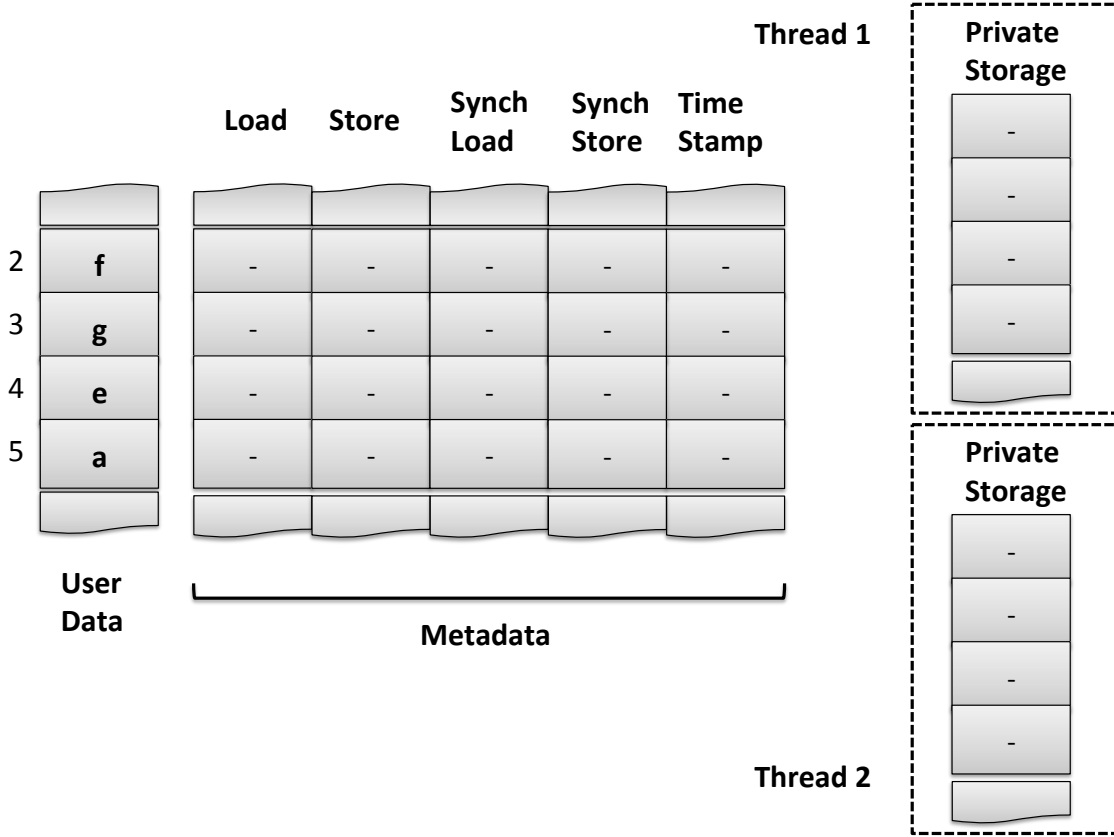 Thread 1
Private
Storage
-
-
-
-
Load Store Synch Load Synch Store Time Stamp
2 f - - - - -
3 g - - - - -
4 e - - - - -
5 a - - - - -
User
Data
Metadata
Private
Storage
-
-
-
-
Thread 2